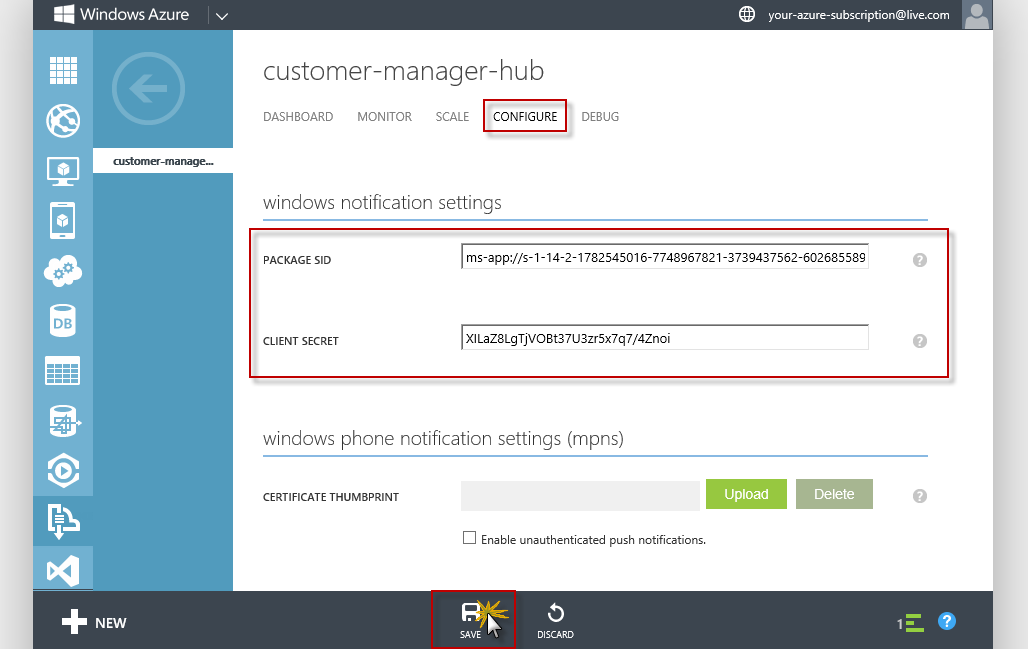 Windows Azure
your-azure-subscription@live.com
customer-manager-hub
DASHBOARD MONITOR SCALE CONFIGURE DEBUG
customer-manage...
windows notification settings
PACKAGE SID ms-app://s-1-14-2-1782545016-7748967821-3739437562-602685589 ?
CLIENT SECRET XILaZ8LgTjVOBt37U3zr5x7q7/4Znoi ?
DB
windows phone notification settings (mpns)
CERTIFICATE THUMBPRINT Upload Delete ?
Enable unauthenticated push notifications.
NEW
SAVE
DISCARD
1
?